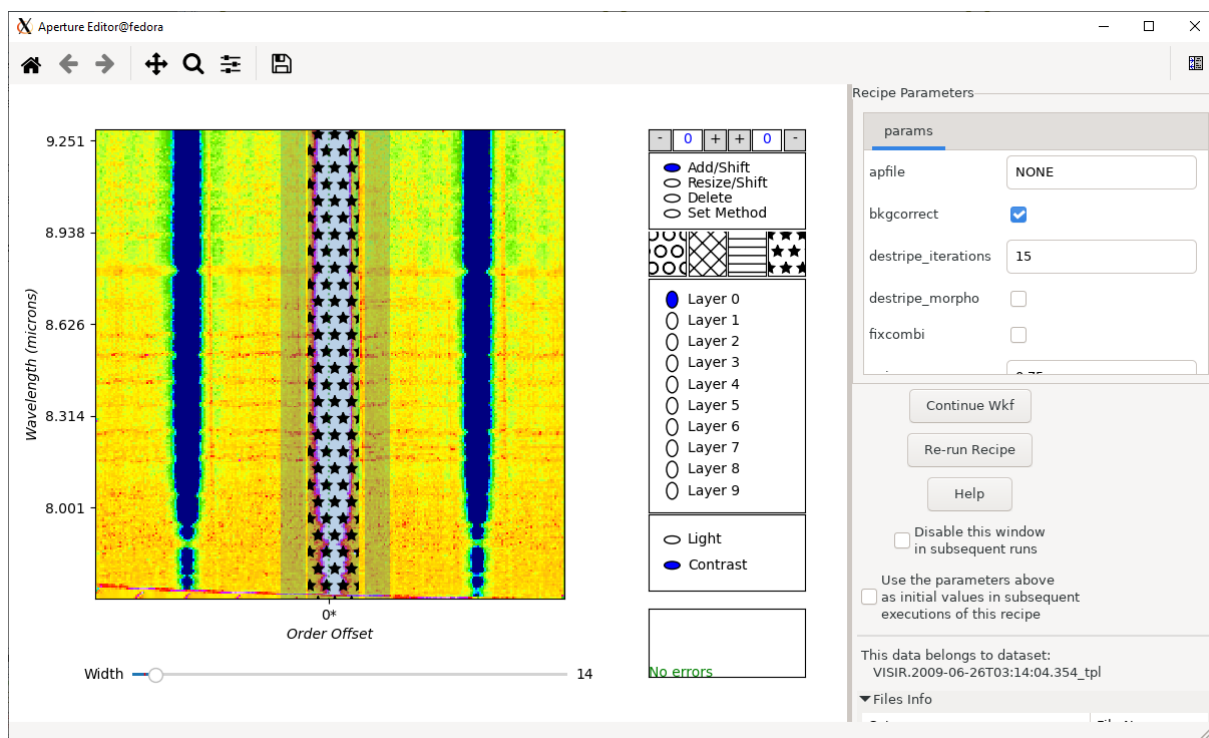 Aperture Editor@fedora
9.251
8.938
8.626
8.314
8.001
Wavelength (microns)
0*
Order Offset
Width
14
- 0 + + 0 -
Add/Shift
Resize/Shift
Delete
Set Method
Layer 0
Layer 1
Layer 2
Layer 3
Layer 4
Layer 5
Layer 6
Layer 7
Layer 8
Layer 9
Light
Contrast
No errors
Recipe Parameters
params
apfile NONE
bkgcorrect
destripe_iterations 15
destripe_morpho
fixcombi
Continue Wkf
Re-run Recipe
Help
Disable this window
in subsequent runs
Use the parameters above
as initial values in subsequent
executions of this recipe
This data belongs to dataset:
VISIR.2009-06-26T03:14:04.354_tpl
Files Info